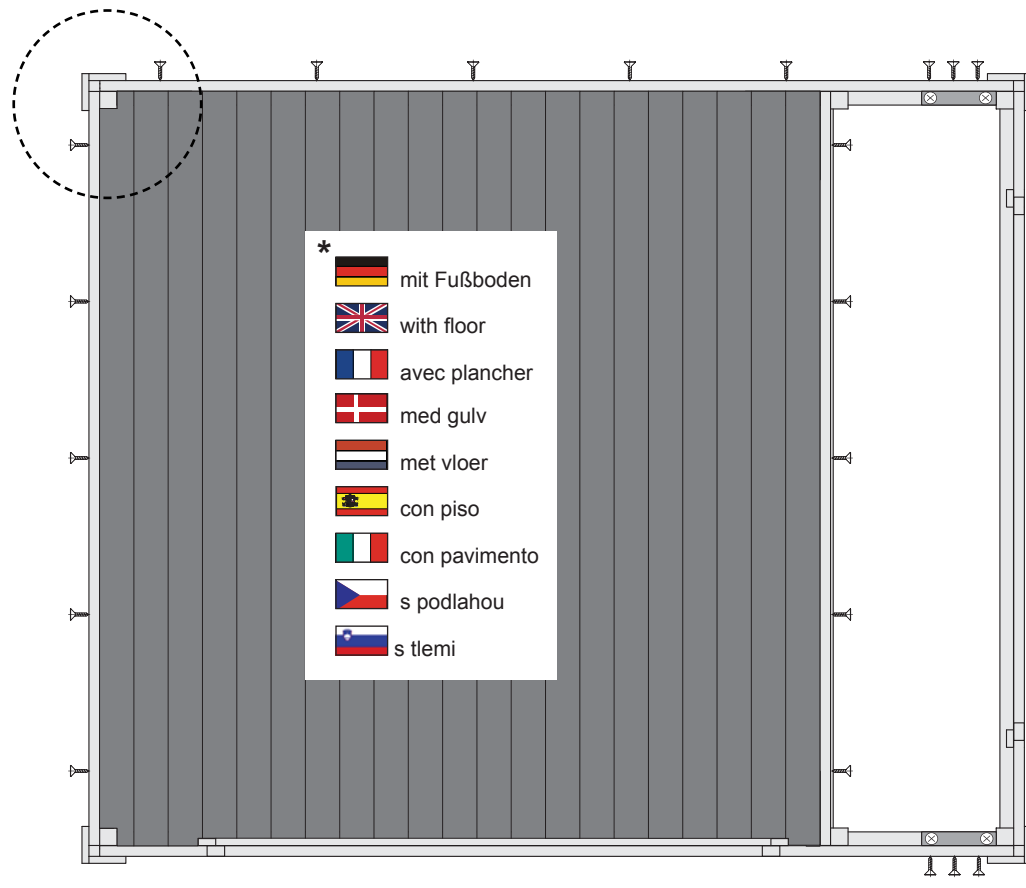 *
mit Fußboden
with floor
avec plancher
med gulv
met vloer
con piso
con pavimento
s podlahou
s tlemi